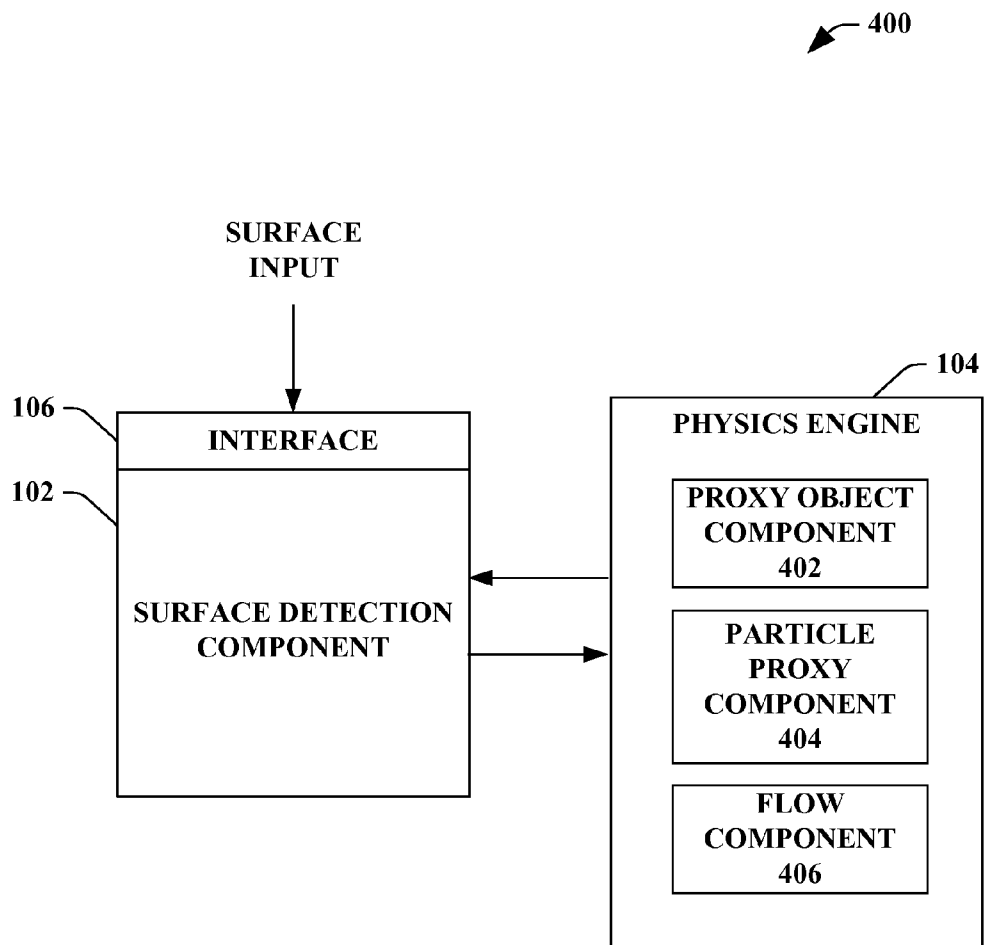 400
SURFACE
INPUT
106
INTERFACE
102
SURFACE DETECTION
COMPONENT
104
PHYSICS ENGINE
PROXY OBJECT
COMPONENT
402
PARTICLE
PROXY
COMPONENT
404
FLOW
COMPONENT
406